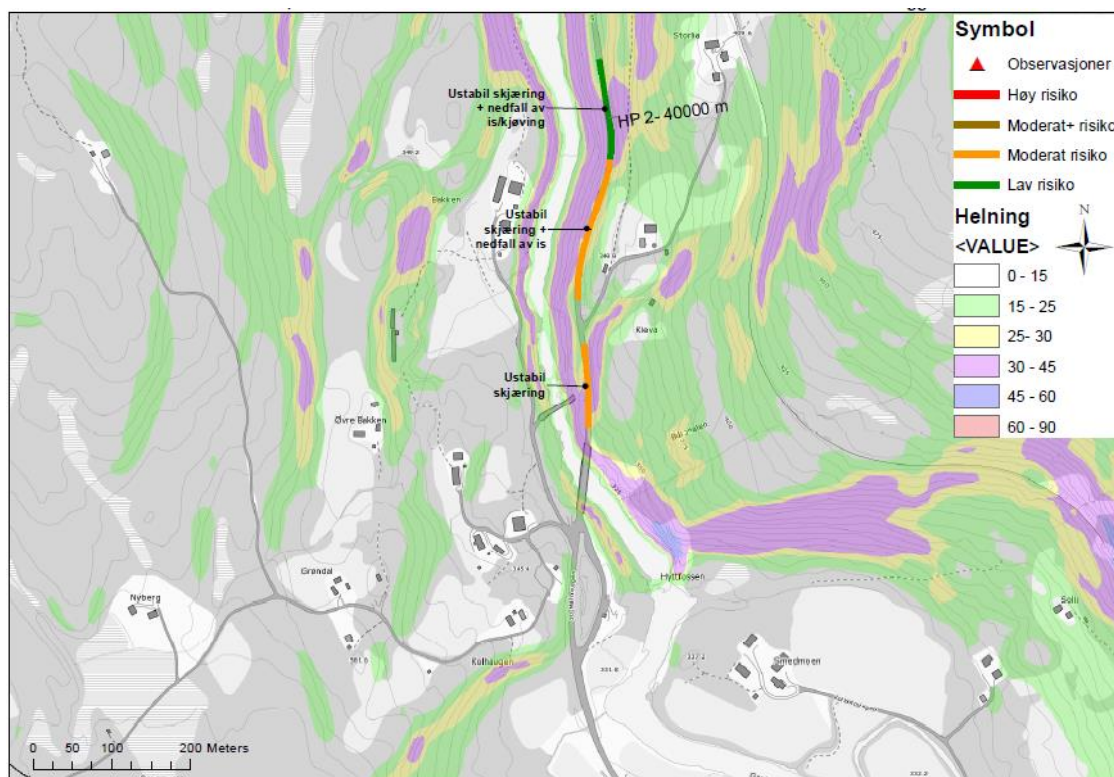 Ustabil skjæring
+ nedfall av
is/kjøving
HP 2- 40000 m
Storlia
Bakken
Ustabil
skjæring +
nedfall av is
Kleiva
Ustabil
skjæring
Øvre Bakken
Grøndal
Nyberg
Kolhaugen
Hyttfossen
Smedmoen
Solli
0 50 100 200 Meters
Symbol
Observasjoner
Høy risiko
Moderat+ risiko
Moderat risiko
Lav risiko
Helning
<VALUE>
N
0 - 15
15 - 25
25- 30
30 - 45
45 - 60
60 - 90